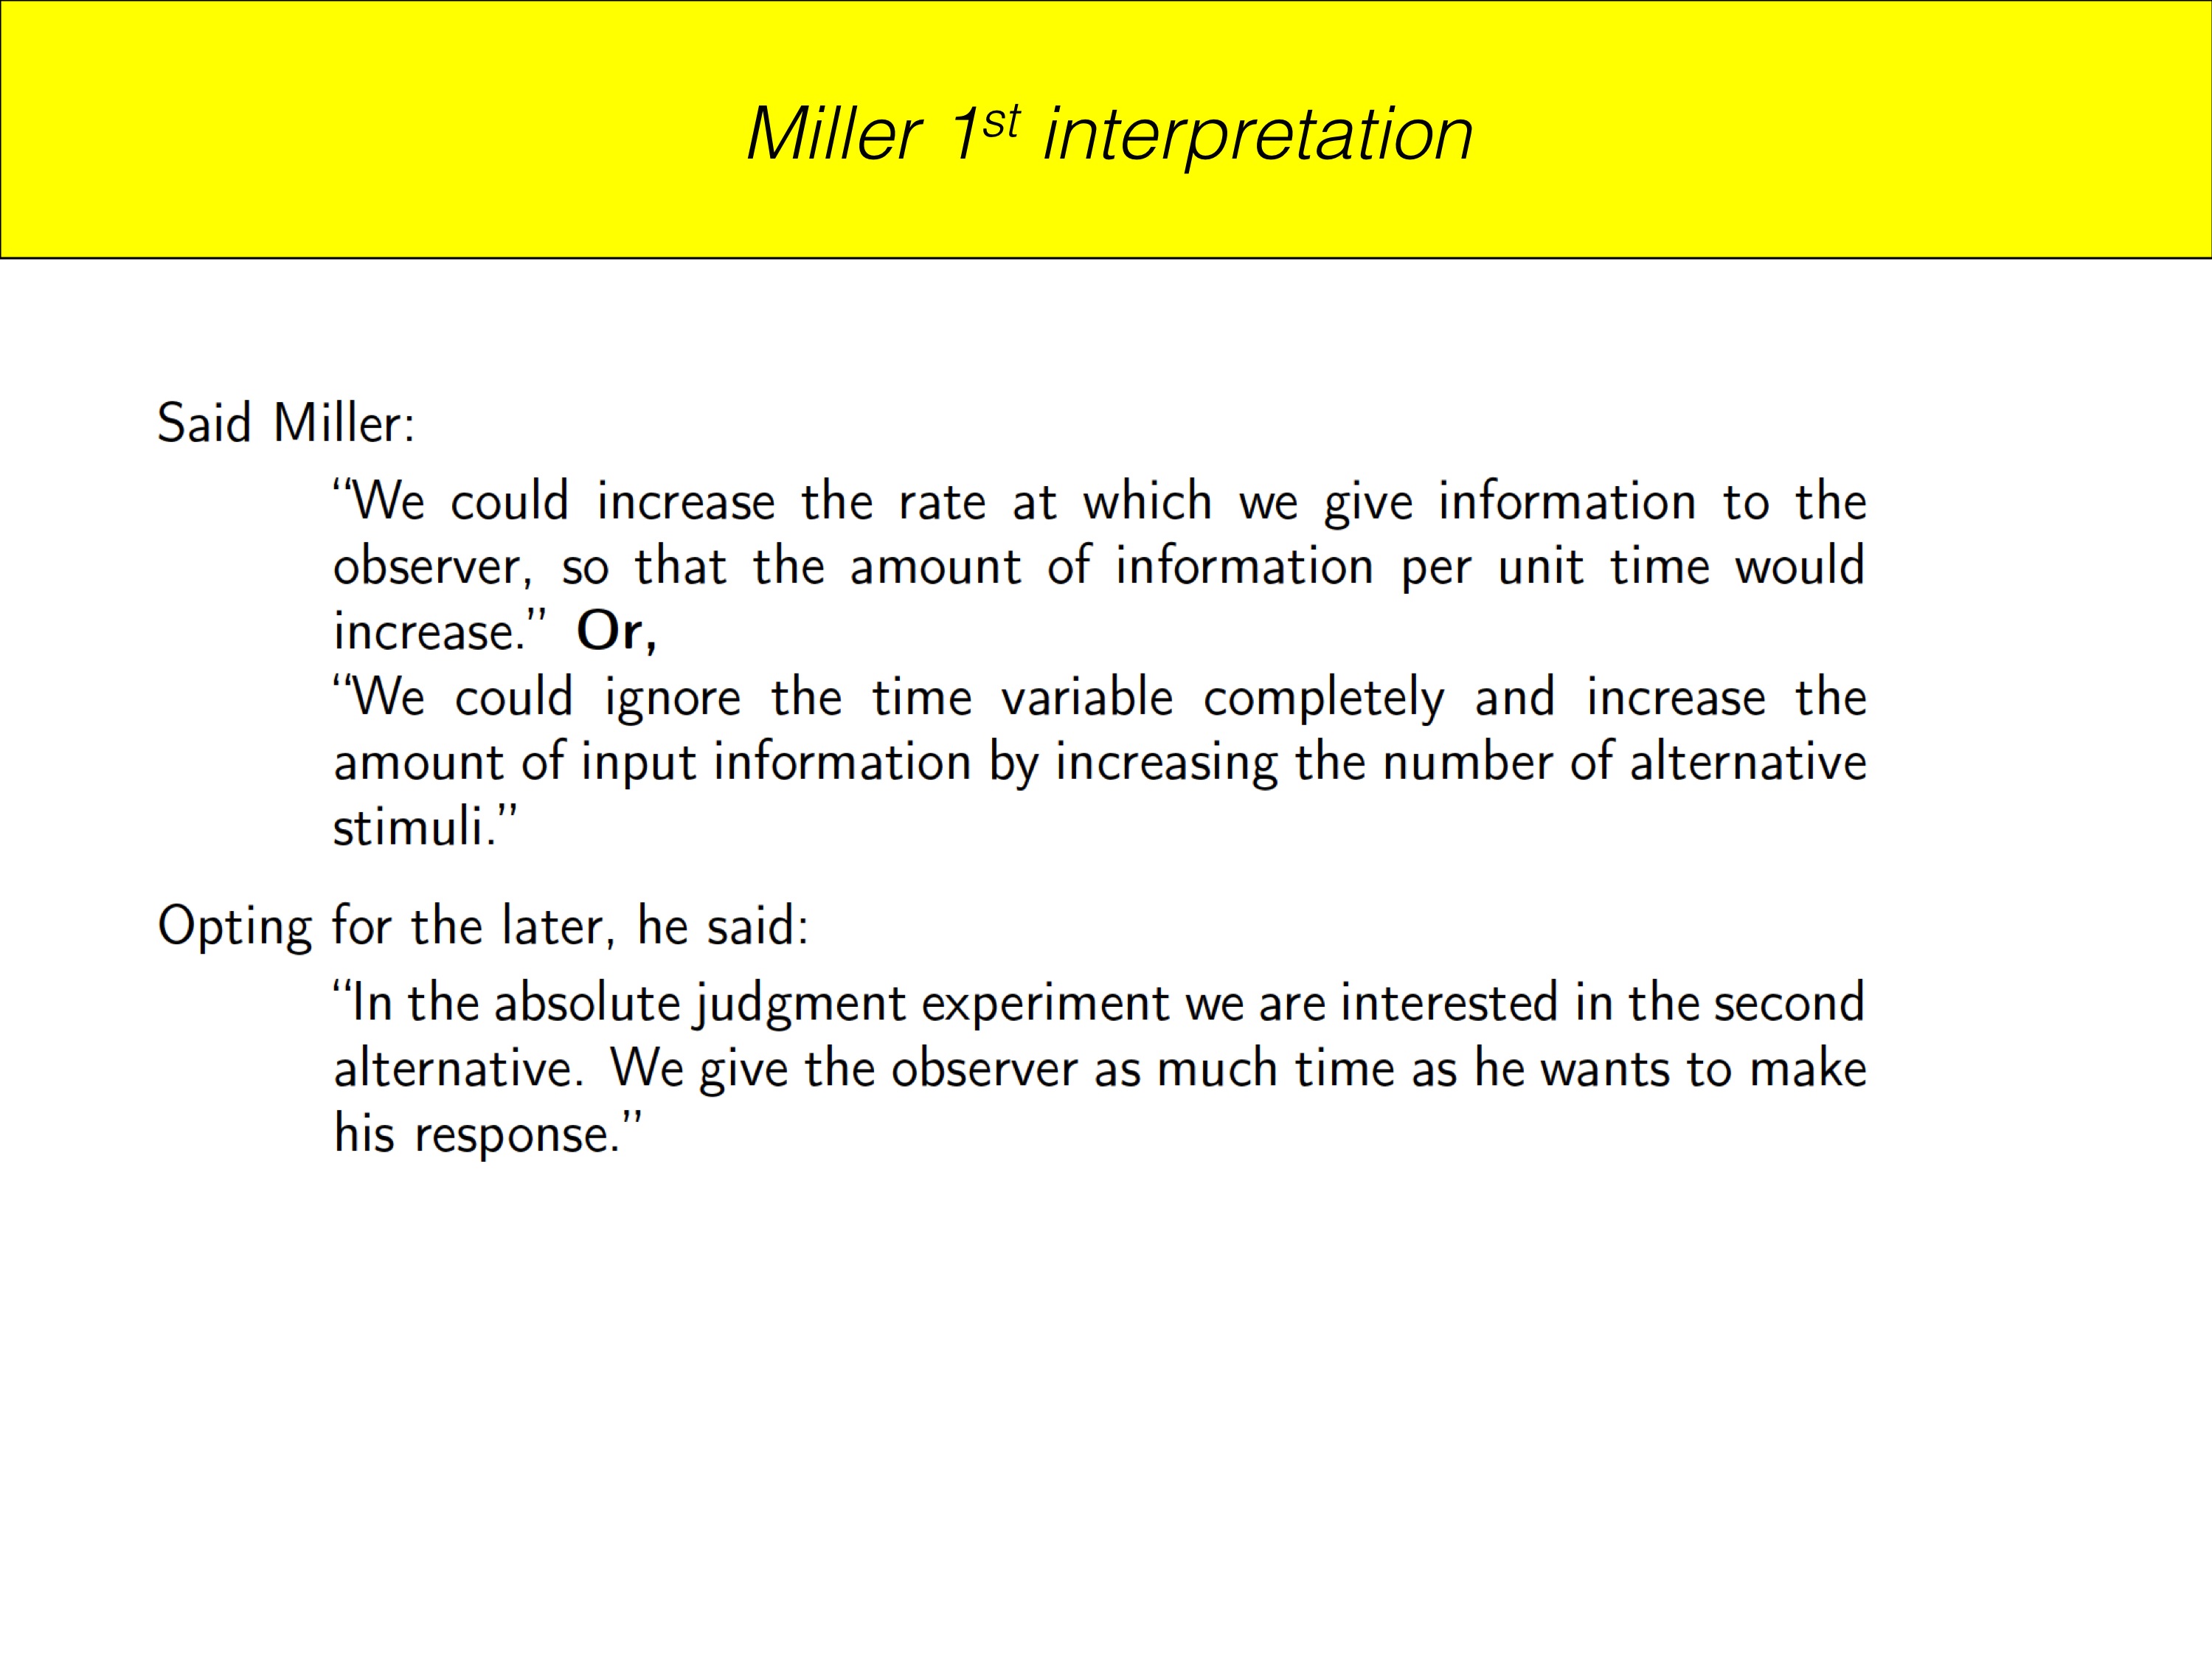 Miller 1st interpretation
Said Miller:
“We could increase the rate at which we give information to the
observer, so that the amount of information per unit time would
increase.” Or,
“We could ignore the time variable completely and increase the
amount of input information by increasing the number of alternative
stimuli.”
Opting for the later, he said:
“In the absolute judgment experiment we are interested in the second
alternative. We give the observer as much time as he wants to make
his response.”